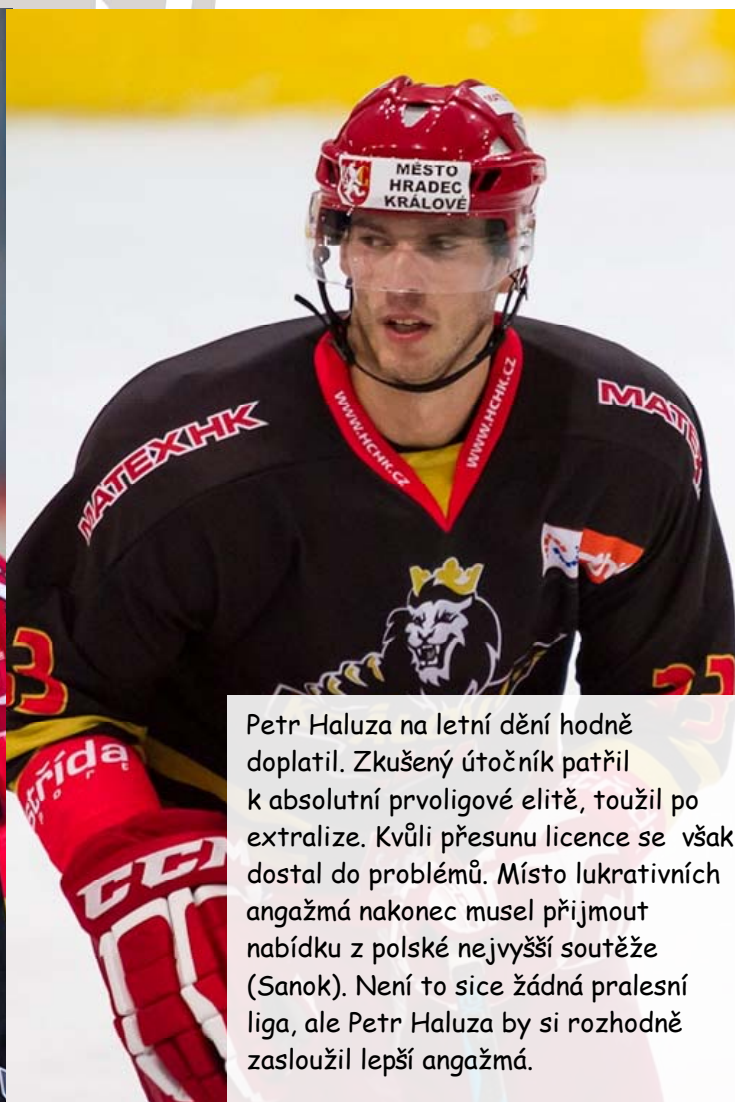 MĚSTO
HRADEC
KRÁLOVÉ
WWW.HCHK.CZ
WWW.HCHK.CZ
MATEXHK
třída
sport
CCM
Petr Haluza na letní dění hodně
doplatil. Zkušený útočník patřil
k absolutní prvoligové elitě, toužil po
extralize. Kvůli přesunu licence se však
dostal do problémů. Místo lukrativních
angažmá nakonec musel přijmout
nabídku z polské nejvyšší soutěže
(Sanok). Není to sice žádná pralesní
liga, ale Petr Haluza by si rozhodně
zasloužil lepší angažmá.